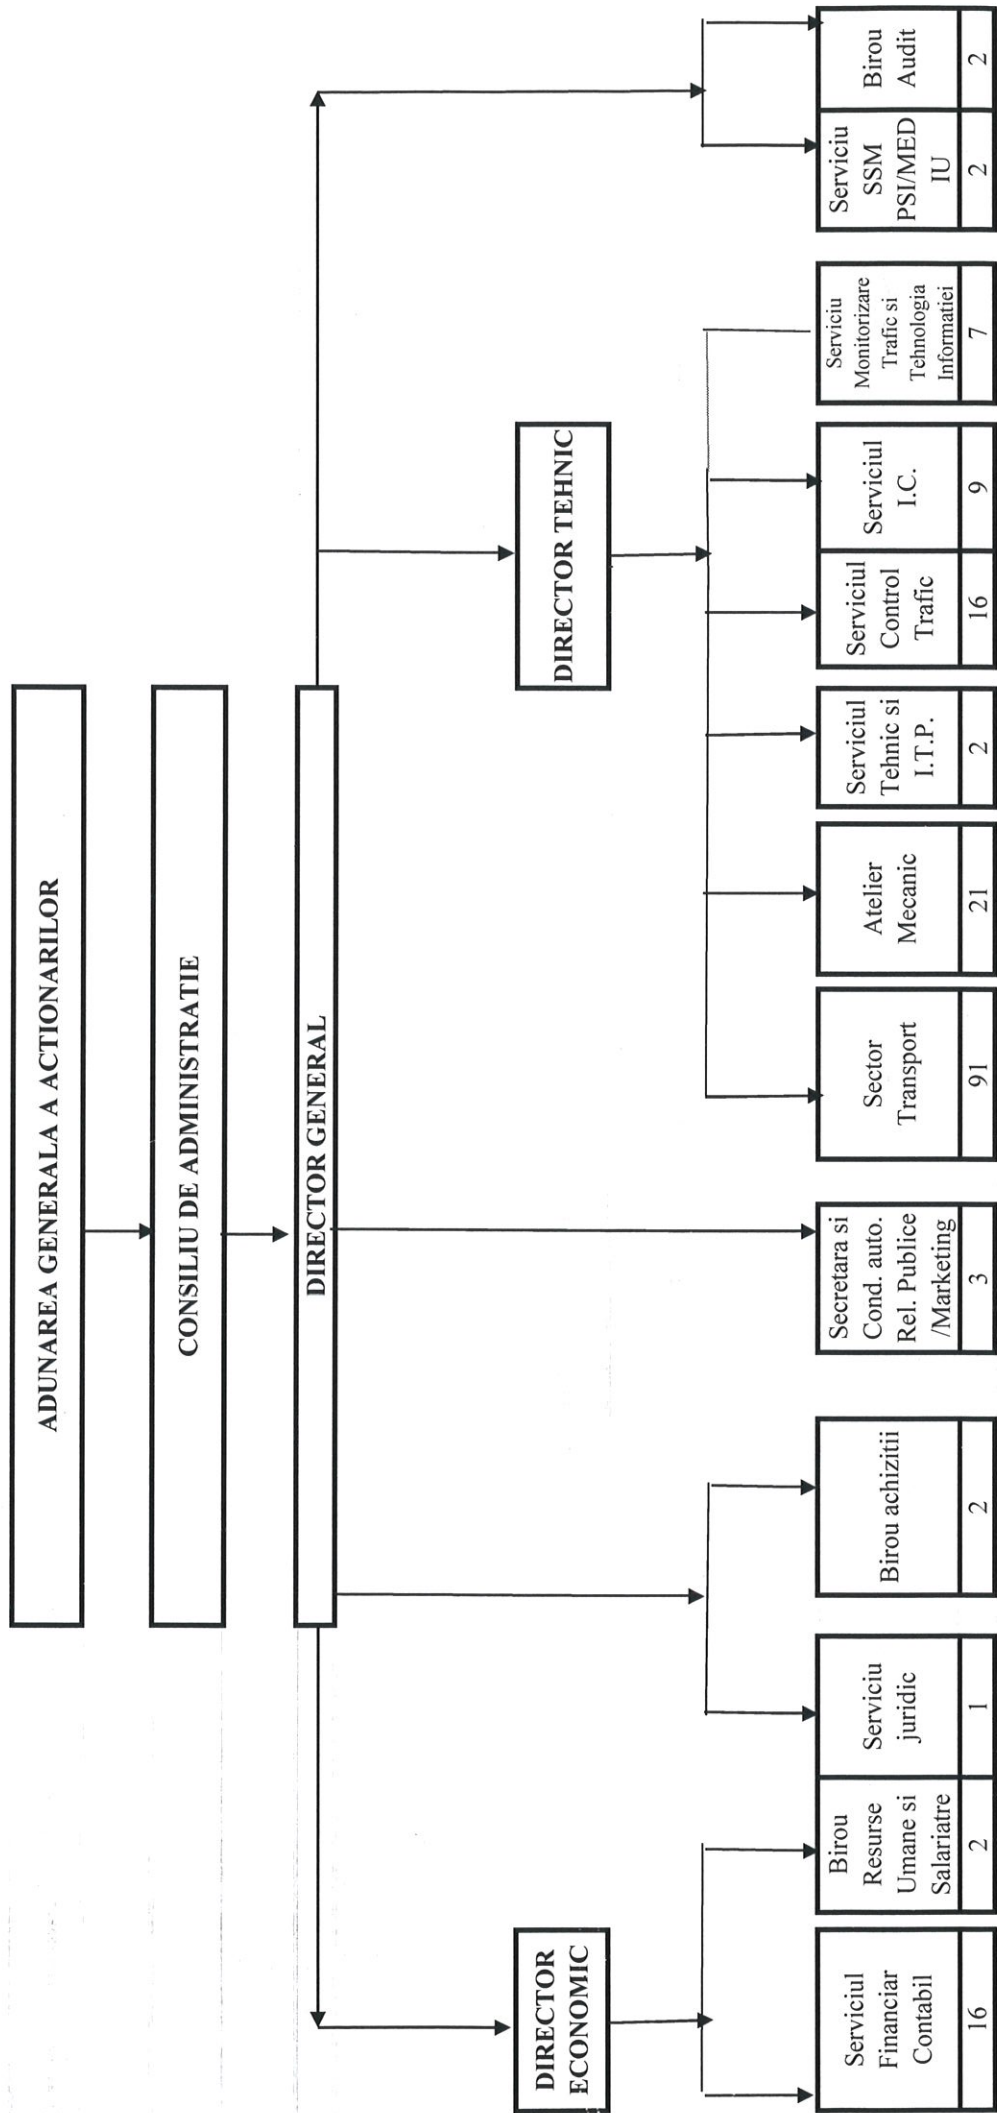 ADUNAREA GENERALA A ACTIONARILOR
CONSILIU DE ADMINISTRATIE
DIRECTOR GENERAL
DIRECTOR
ECONOMIC
DIRECTOR TEHNIC
Serviciul
Financiar
Contabil
16
Birou
Resurse
Umane si
Salariatre
2
Serviciu
juridic
1
Birou achizitii
2
Secretara si
Cond. auto.
Rel. Publice
/Marketing
3
Sector
Transport
91
Atelier
Mecanic
21
Serviciul
Tehnic si
I.T.P.
2
Serviciul
Control
Trafic
16
Serviciul
I.C.
9
Serviciu
Monitorizare
Trafic si
Tehnologia
Informatiei
7
Serviciu
SSM
PSI/MED
IU
2
Birou
Audit
2